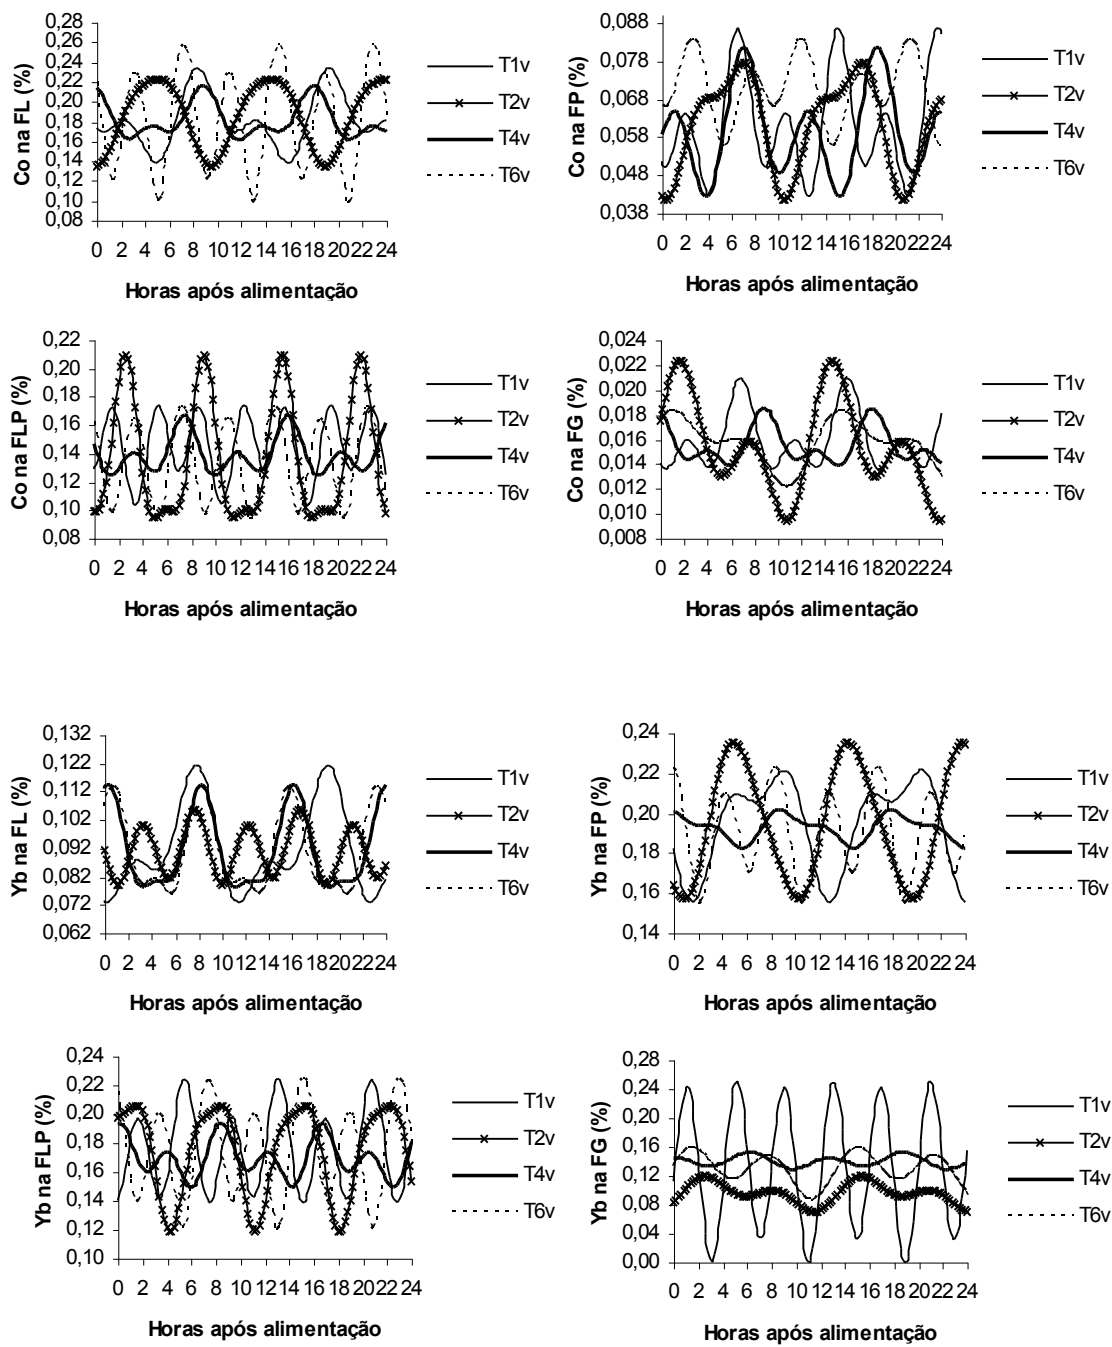 Co na FL (%)
0,28
0,26
0,24
0,22
0,20
0,18
0,16
0,14
0,12
0,10
0,08
0 2 4 6 8 10 12 14 16 18 20 22 24
Horas após alimentação
T1v
T2v
T4v
T6v
Co na FP (%)
0,088
0,078
0,068
0,058
0,048
0,038
0 2 4 6 8 10 12 14 16 18 20 22 24
Horas após alimentação
T1v
T2v
T4v
T6v
Co na FLP (%)
0,22
0,20
0,18
0,16
0,14
0,12
0,10
0,08
0 2 4 6 8 10 12 14 16 18 20 22 24
Horas após alimentação
T1v
T2v
T4v
T6v
Co na FG (%)
0,024
0,022
0,020
0,018
0,016
0,014
0,012
0,010
0,008
0 2 4 6 8 10 12 14 16 18 20 22 24
Horas após alimentação
T1v
T2v
T4v
T6v
Yb na FL (%)
0,132
0,122
0,112
0,102
0,092
0,082
0,072
0,062
0 2 4 6 8 10 12 14 16 18 20 22 24
Horas após alimentação
T1v
T2v
T4v
T6v
Yb na FP (%)
0,24
0,22
0,20
0,18
0,16
0,14
0 2 4 6 8 10 12 14 16 18 20 22 24
Horas após alimentação
T1v
T2v
T4v
T6v
Yb na FLP (%)
0,24
0,22
0,20
0,18
0,16
0,14
0,12
0,10
0 2 4 6 8 10 12 14 16 18 20 22 24
Horas após alimentação
T1v
T2v
T4v
T6v
Yb na FG (%)
0,28
0,24
0,20
0,16
0,12
0,08
0,04
0,00
0 2 4 6 8 10 12 14 16 18 20 22 24
Horas após alimentação
T1v
T2v
T4v
T6v